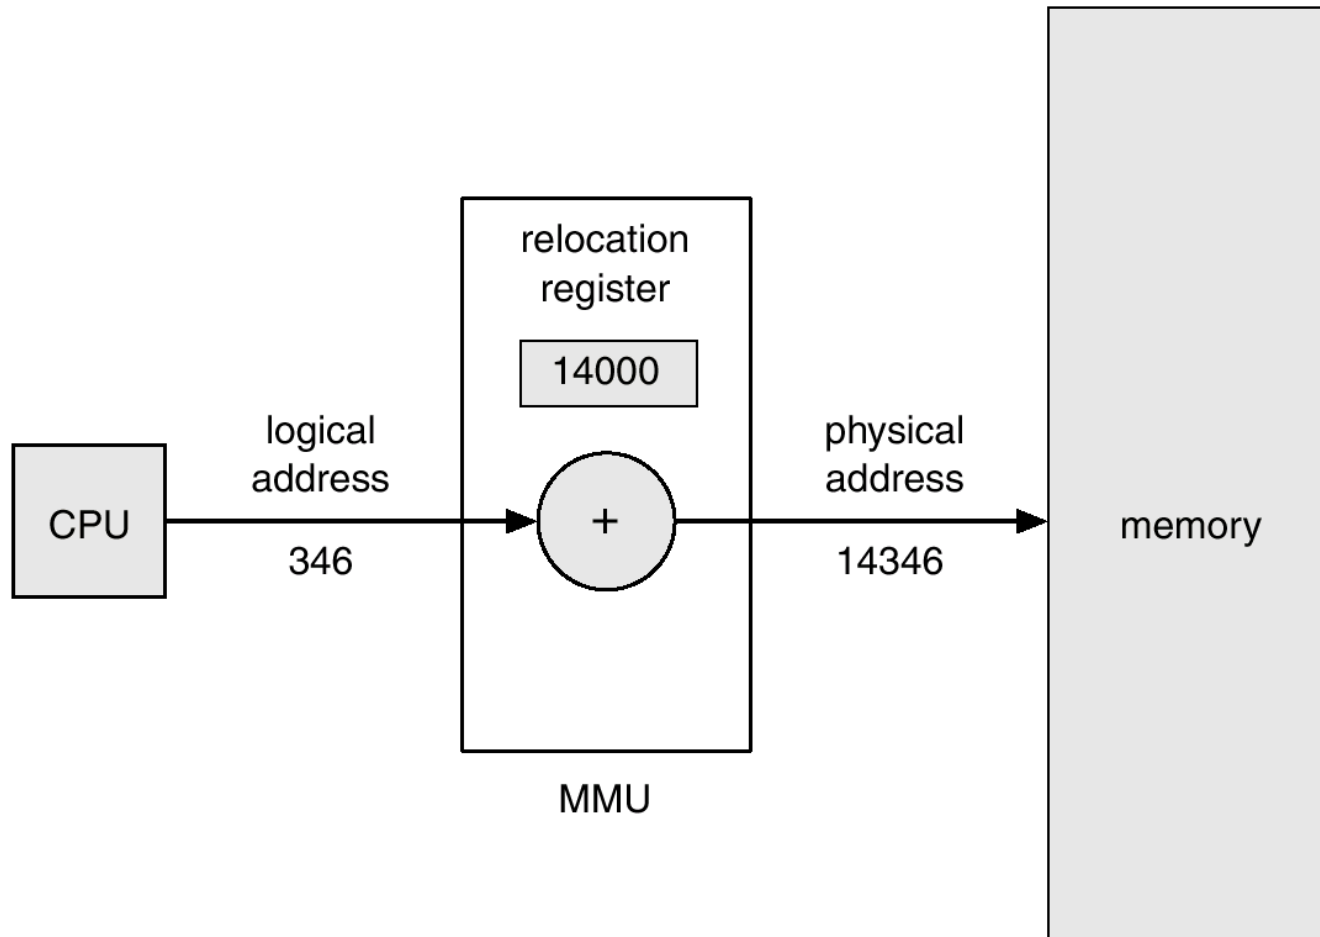 relocation
register
14000
logical
address
physical
address
CPU
+
memory
346
14346
MMU